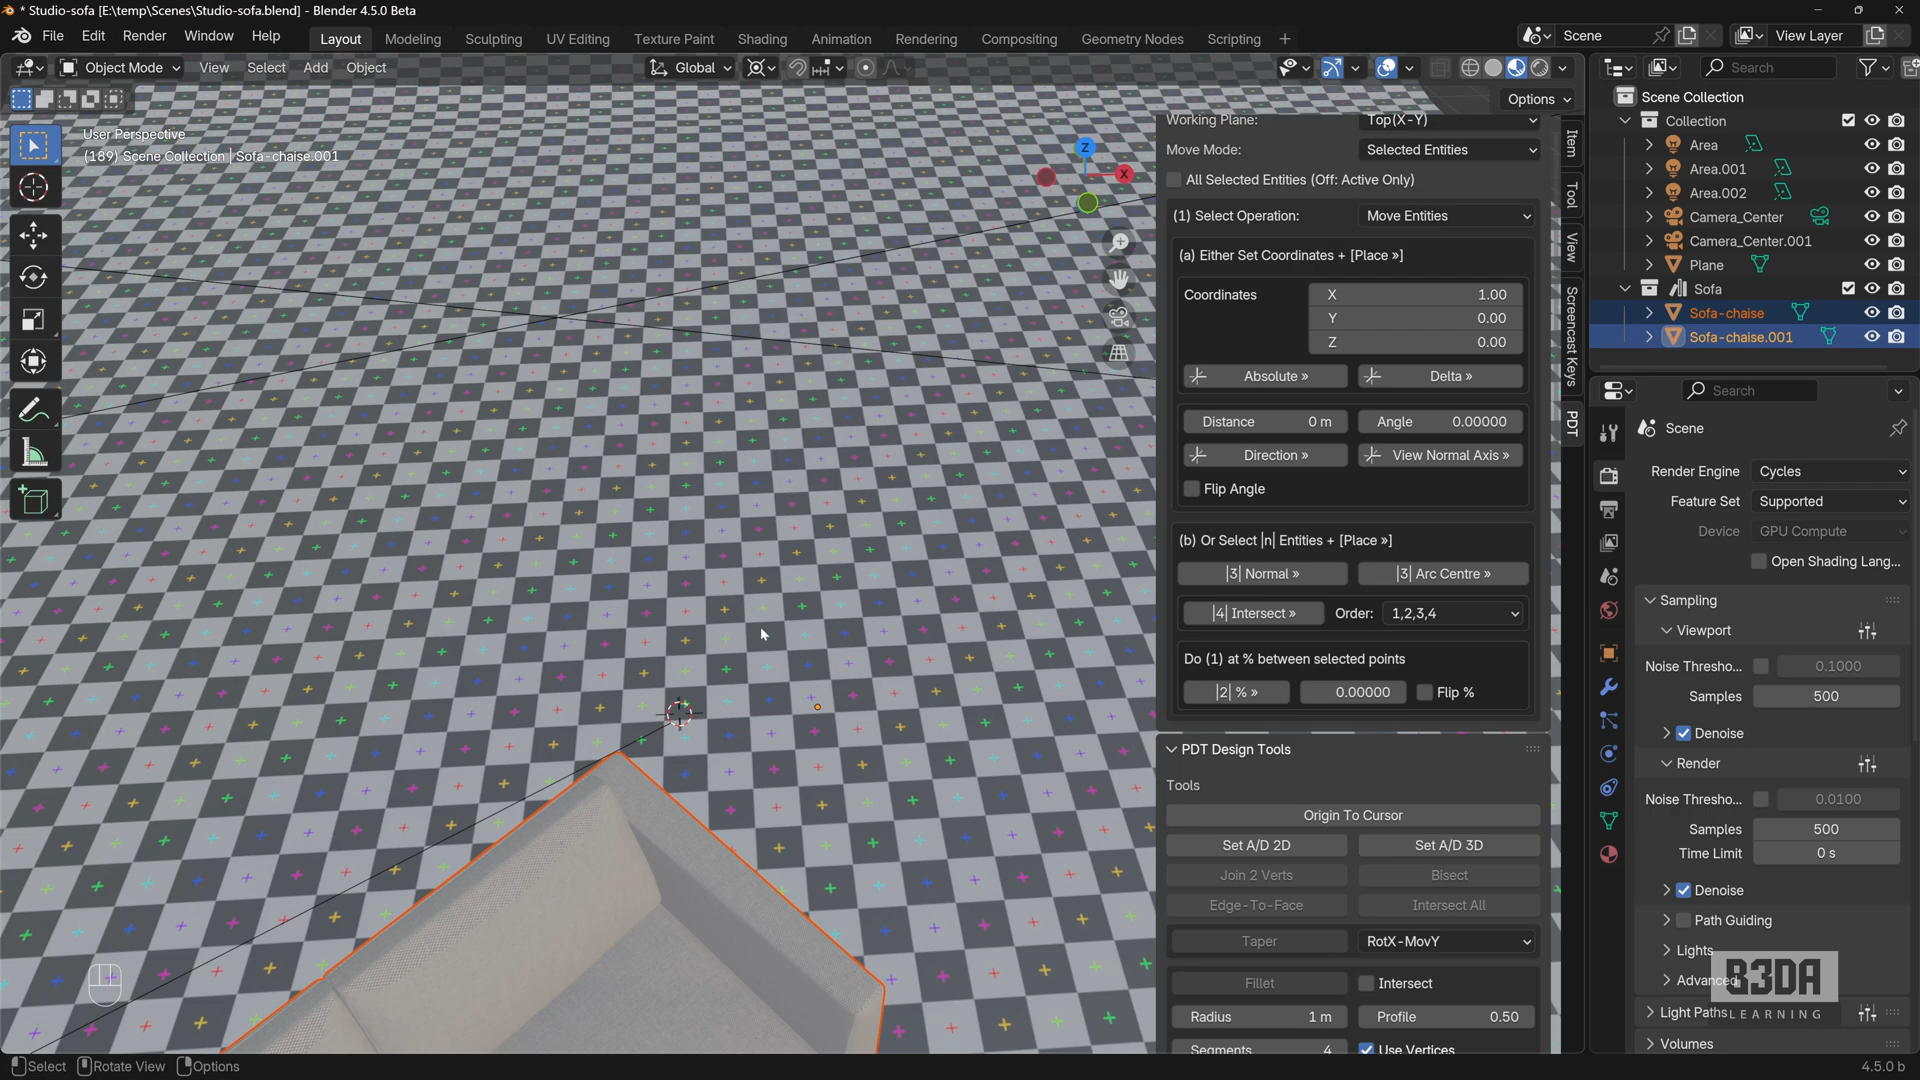 * Studio-sofa [E:\temp\Scenes\Studio-sofa.blend] - Blender 4.5.0 Beta
File Edit Render Window Help
Layout Modeling Sculpting UV Editing Texture Paint Shading Animation Rendering Compositing Geometry Nodes Scripting +
Scene
View Layer
Object Mode View Select Add Object
Global
Options
User Perspective
(189) Scene Collection | Sofa-chaise.001
Z
X
Working Plane: Top(X-Y)
Move Mode: Selected Entities
All Selected Entities (Off: Active Only)
(1) Select Operation: Move Entities
(a) Either Set Coordinates + [Place »]
Coordinates X 1.00
Y 0.00
Z 0.00
Absolute » Delta »
Distance 0 m Angle 0.00000
Direction » View Normal Axis »
Flip Angle
(b) Or Select |n| Entities + [Place »]
|3| Normal » |3| Arc Centre »
|4| Intersect » Order: 1,2,3,4
Do (1) at % between selected points
|2| % » 0.00000 Flip %
PDT Design Tools
Tools
Origin To Cursor
Set A/D 2D Set A/D 3D
Join 2 Verts Bisect
Edge-To-Face Intersect All
Taper RotX-MovY
Fillet Intersect
Radius 1 m Profile 0.50
Segments 4 Use Vertices
Item
Tool
View
Screencast Keys
PDT
Search
Scene Collection
Collection
Area
Area.001
Area.002
Camera_Center
Camera_Center.001
Plane
Sofa
Sofa-chaise
Sofa-chaise.001
Search
Scene
Render Engine Cycles
Feature Set Supported
Device GPU Compute
Open Shading Lang...
Sampling
Viewport
Noise Thresho... 0.1000
Samples 500
Denoise
Render
Noise Thresho... 0.0100
Samples 500
Time Limit 0 s
Denoise
Path Guiding
Lights
Advanced
Light Paths
Volumes
B3DA
LEARNING
Select Rotate View Options
4.5.0 b